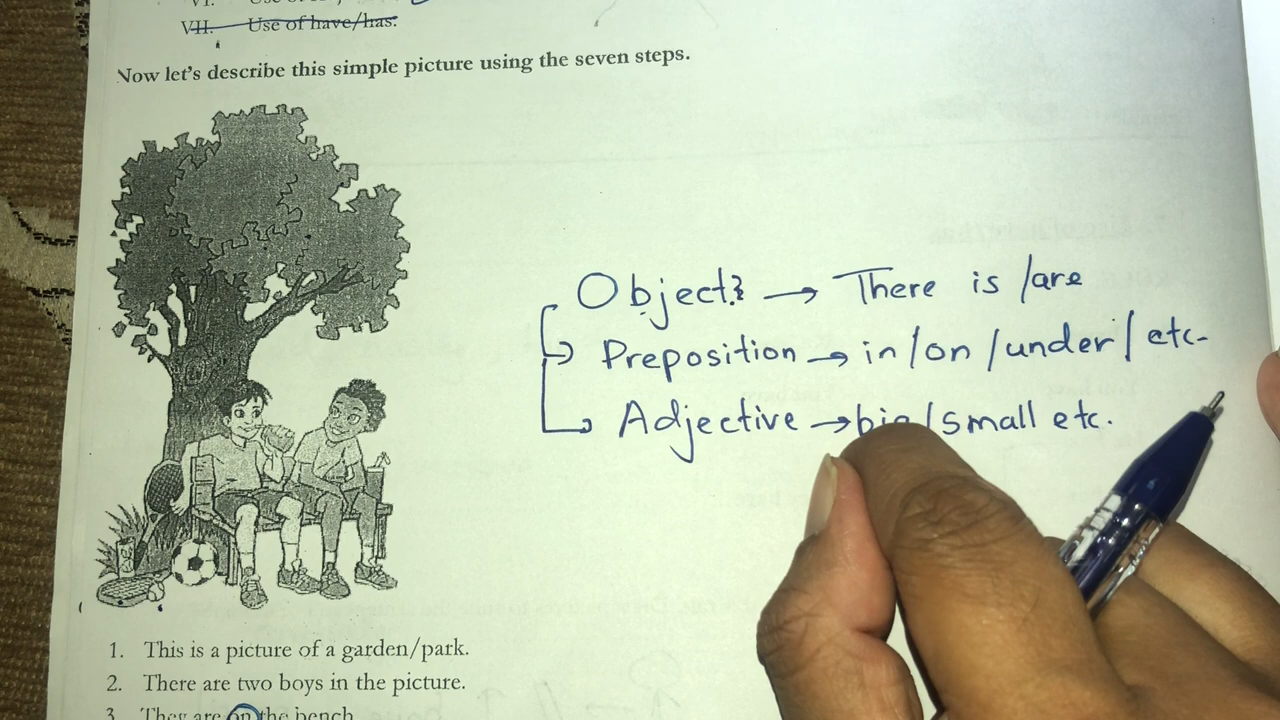 VII. Use of have/has:
Now let's describe this simple picture using the seven steps.
Object → There is /are
Preposition → in/on/under/etc.
Adjective → big/small etc.
1. This is a picture of a garden/park.
2. There are two boys in the picture.
3. They are on the bench